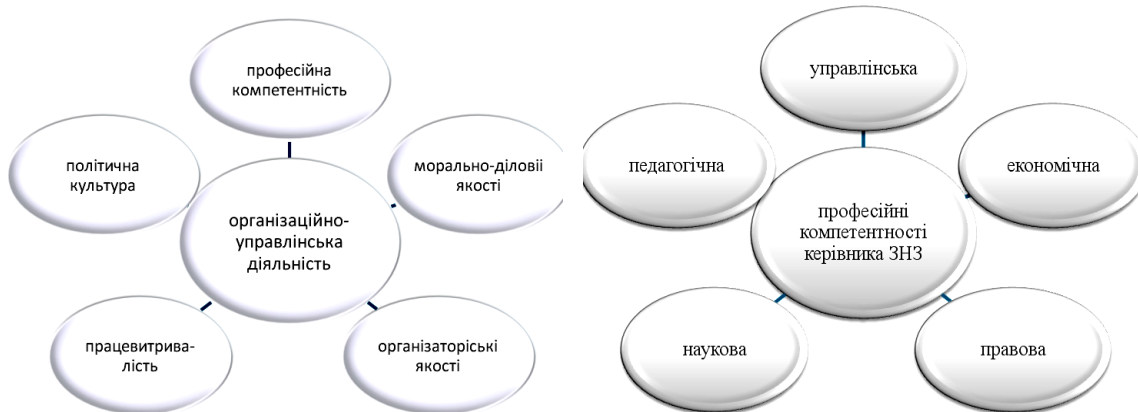 професійна
компетентність
політична
культура
морально-діловіі
якості
організаційно-
управлінська
діяльність
працевитрива-
лість
організаторіські
якості
управлінська
педагогічна
економічна
професійні
компетентності
керівника ЗНЗ
наукова
правова